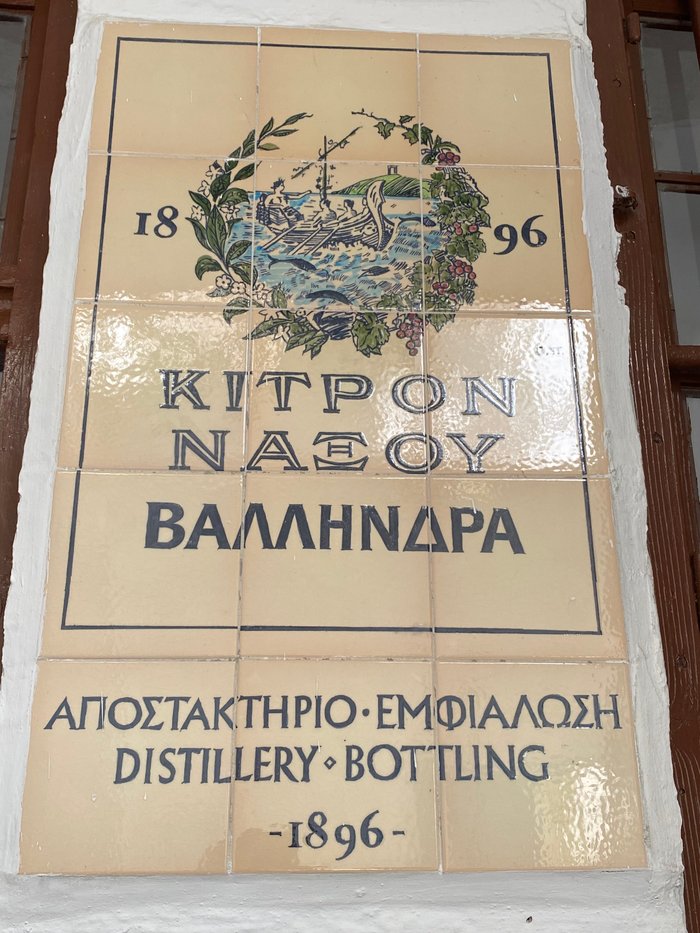 18 96
ΚΙΤΡΟΝ
ΝΑΞΟΥ
ΒΑΛΛΗΝΔΡΑ
ΑΠΟΣΤΑΚΤΗΡΙΟ · ΕΜΦΙΑΛΩΣΗ
DISTILLERY ⋄ BOTTLING
-1896-